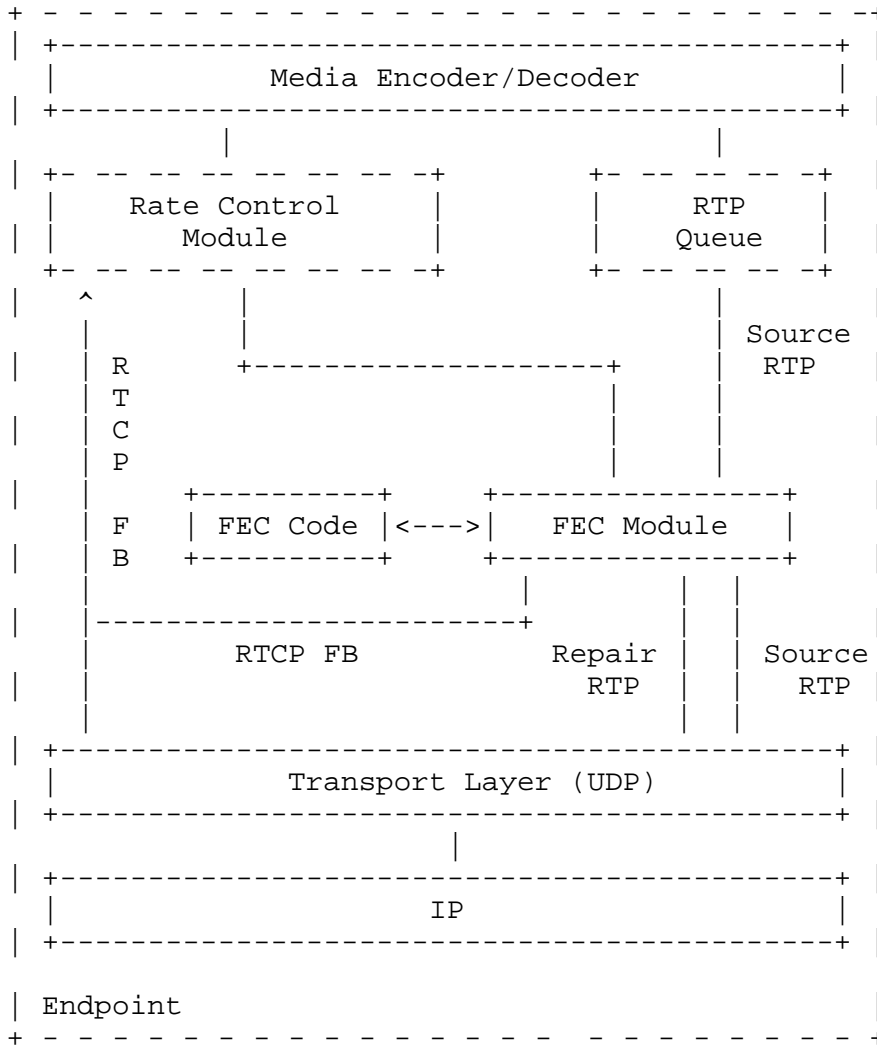 Media Encoder/Decoder
Rate Control RTP
Module Queue
Source
R RTP
T
C
P
F FEC Code FEC Module
B
RTCP FB Repair Source
RTP RTP
Transport Layer (UDP)
IP
Endpoint